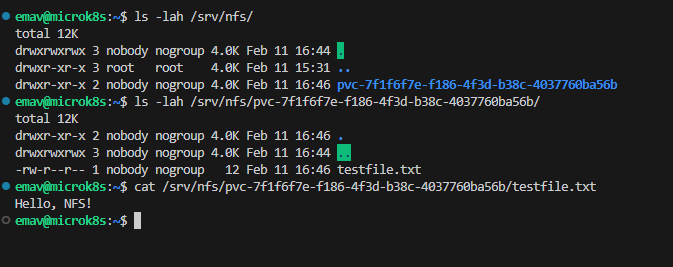 emav@microk8s:~$ ls -lah /srv/nfs/
total 12K
drwxrwxrwx 3 nobody nogroup 4.0K Feb 11 16:44 .
drwxr-xr-x 3 root   root    4.0K Feb 11 15:31 ..
drwxr-xr-x 2 nobody nogroup 4.0K Feb 11 16:46 pvc-7f1f6f7e-f186-4f3d-b38c-4037760ba56b
emav@microk8s:~$ ls -lah /srv/nfs/pvc-7f1f6f7e-f186-4f3d-b38c-4037760ba56b/
total 12K
drwxr-xr-x 2 nobody nogroup 4.0K Feb 11 16:46 .
drwxrwxrwx 3 nobody nogroup 4.0K Feb 11 16:44 ..
-rw-r--r-- 1 nobody nogroup   12 Feb 11 16:46 testfile.txt
emav@microk8s:~$ cat /srv/nfs/pvc-7f1f6f7e-f186-4f3d-b38c-4037760ba56b/testfile.txt
Hello, NFS!
emav@microk8s:~$